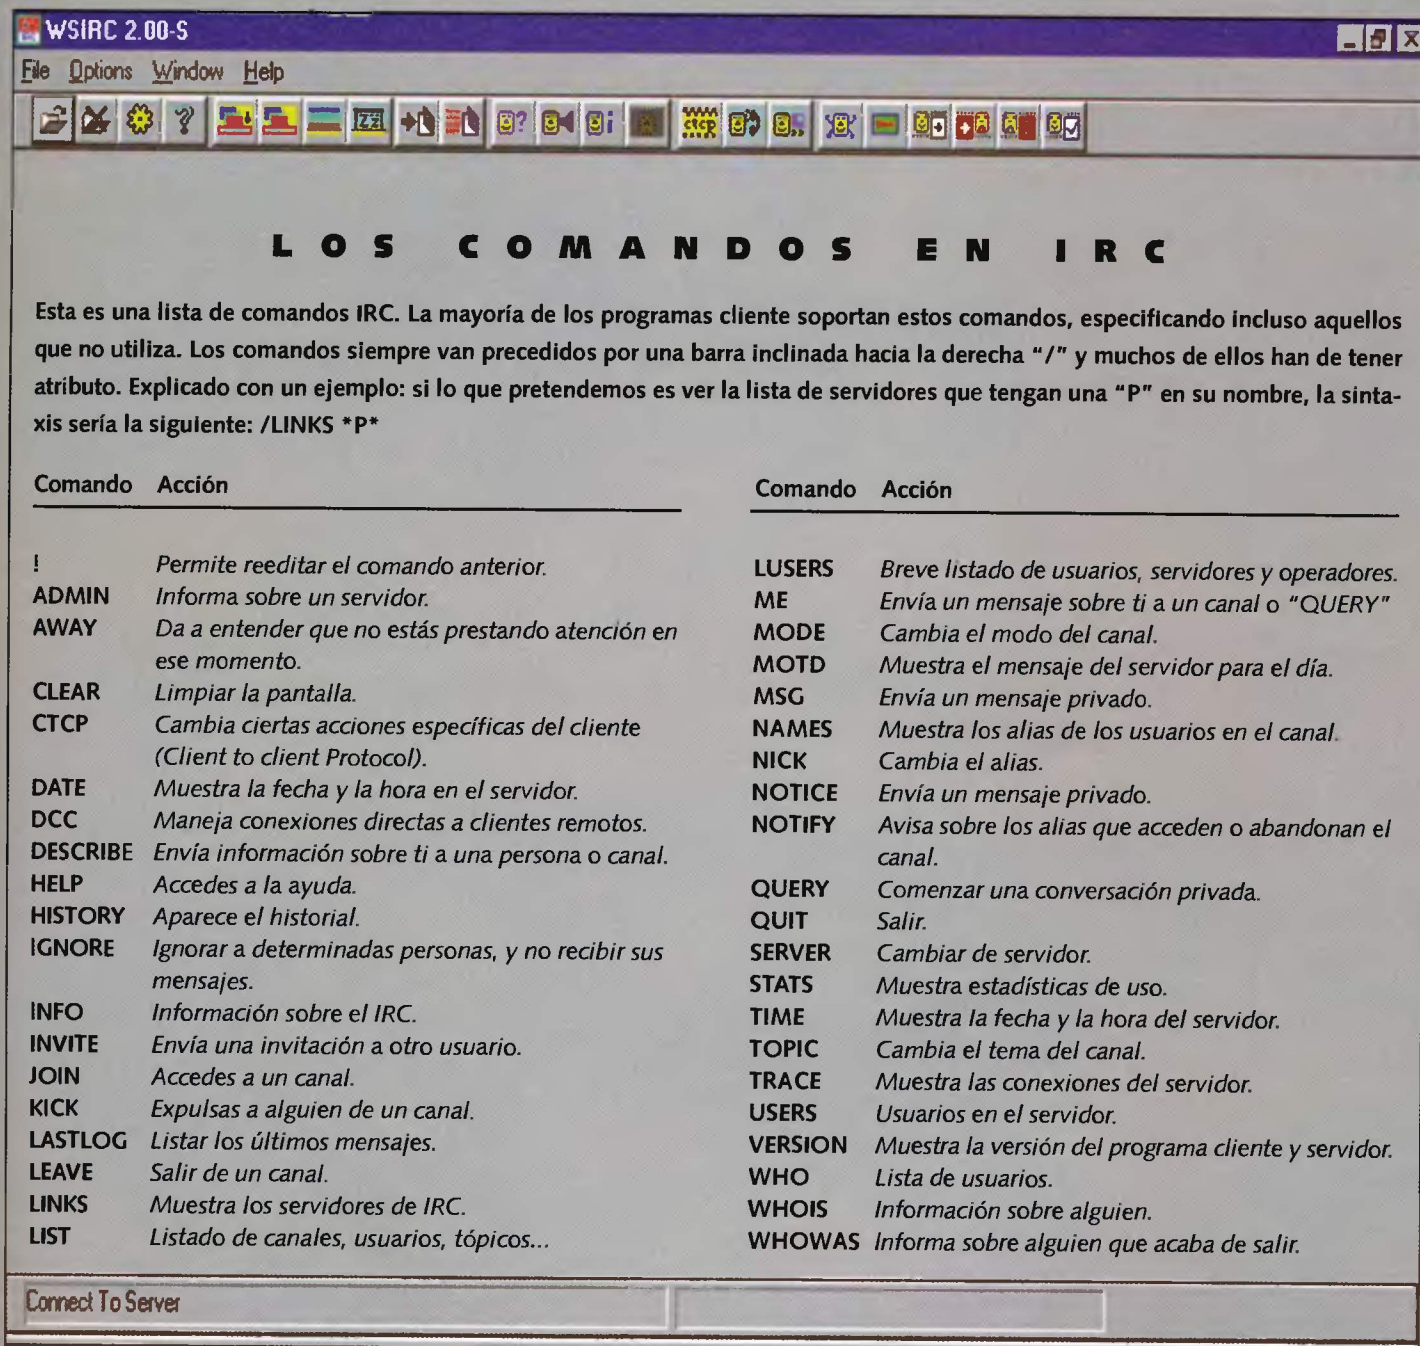 WSIRC 2.00-S
File Options Window Help
LOS COMANDOS EN IRC
Esta es una lista de comandos IRC. La mayoría de los programas cliente soportan estos comandos, especificando incluso aquellos
que no utiliza. Los comandos siempre van precedidos por una barra inclinada hacia la derecha "/" y muchos de ellos han de tener
atributo. Explicado con un ejemplo: si lo que pretendemos es ver la lista de servidores que tengan una "P" en su nombre, la sinta-
xis sería la siguiente: /LINKS *P*
Comando Acción
! Permite reeditar el comando anterior.
ADMIN Informa sobre un servidor.
AWAY Da a entender que no estás prestando atención en
ese momento.
CLEAR Limpiar la pantalla.
CTCP Cambia ciertas acciones específicas del cliente
(Client to client Protocol).
DATE Muestra la fecha y la hora en el servidor.
DCC Maneja conexiones directas a clientes remotos.
DESCRIBE Envía información sobre ti a una persona o canal.
HELP Accedes a la ayuda.
HISTORY Aparece el historial.
IGNORE Ignorar a determinadas personas, y no recibir sus
mensajes.
INFO Información sobre el IRC.
INVITE Envía una invitación a otro usuario.
JOIN Accedes a un canal.
KICK Expulsas a alguien de un canal.
LASTLOG Listar los últimos mensajes.
LEAVE Salir de un canal.
LINKS Muestra los servidores de IRC.
LIST Listado de canales, usuarios, tópicos...
Comando Acción
LUSERS Breve listado de usuarios, servidores y operadores.
ME Envía un mensaje sobre ti a un canal o "QUERY"
MODE Cambia el modo del canal.
MOTD Muestra el mensaje del servidor para el día.
MSG Envía un mensaje privado.
NAMES Muestra los alias de los usuarios en el canal.
NICK Cambia el alias.
NOTICE Envía un mensaje privado.
NOTIFY Avisa sobre los alias que acceden o abandonan el
canal.
QUERY Comenzar una conversación privada.
QUIT Salir.
SERVER Cambiar de servidor.
STATS Muestra estadísticas de uso.
TIME Muestra la fecha y la hora del servidor.
TOPIC Cambia el tema del canal.
TRACE Muestra las conexiones del servidor.
USERS Usuarios en el servidor.
VERSION Muestra la versión del programa cliente y servidor.
WHO Lista de usuarios.
WHOIS Información sobre alguien.
WHOWAS Informa sobre alguien que acaba de salir.
Connect To Server